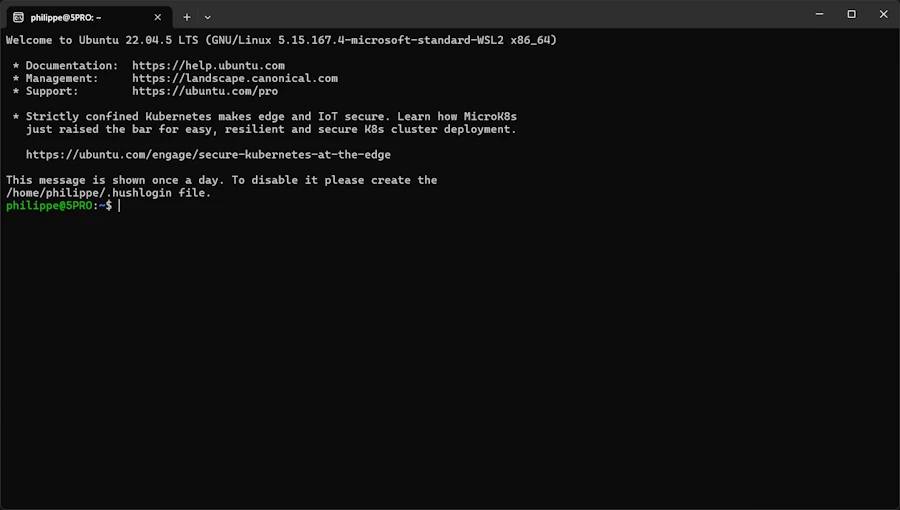 philippe@5PRO: ~
Welcome to Ubuntu 22.04.5 LTS (GNU/Linux 5.15.167.4-microsoft-standard-WSL2 x86_64)
* Documentation:  https://help.ubuntu.com
* Management:     https://landscape.canonical.com
* Support:        https://ubuntu.com/pro
* Strictly confined Kubernetes makes edge and IoT secure. Learn how MicroK8s
just raised the bar for easy, resilient and secure K8s cluster deployment.
https://ubuntu.com/engage/secure-kubernetes-at-the-edge
This message is shown once a day. To disable it please create the
/home/philippe/.hushlogin file.
philippe@5PRO:~$